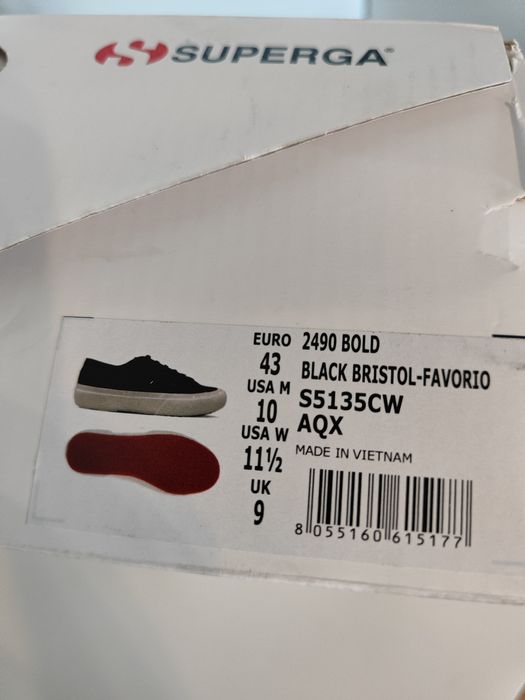 SUPERGA®
EURO
43
USA M
10
USA W
11½
UK
9
2490 BOLD
BLACK BRISTOL-FAVORIO
S5135CW
AQX
MADE IN VIETNAM
8 055160 615177